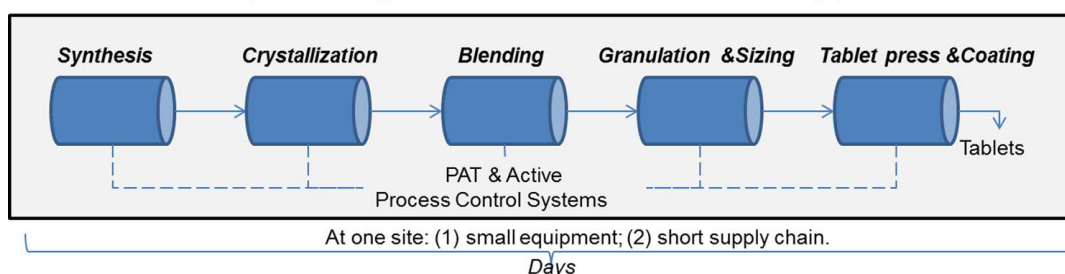 Synthesis Crystallization Blending Granulation &Sizing Tablet press &Coating
Tablets
PAT & Active
Process Control Systems
At one site: (1) small equipment; (2) short supply chain.
Days